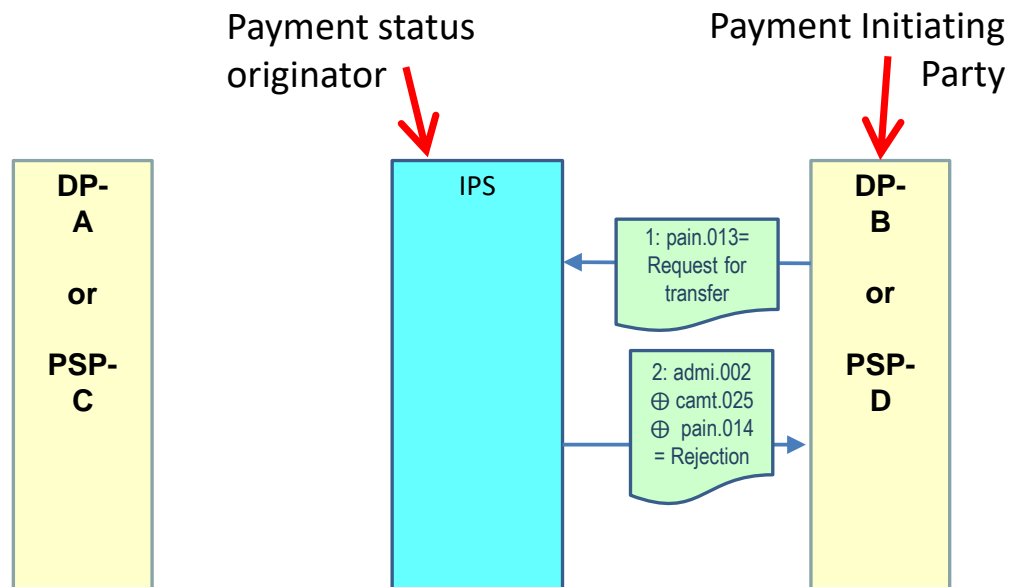 Payment status
originator
Payment Initiating
Party
DP-
A
or
PSP-
C
IPS
DP-
B
or
PSP-
D
1: pain.013=
Request for
transfer
2: admi.002
⊕ camt.025
⊕ pain.014
= Rejection